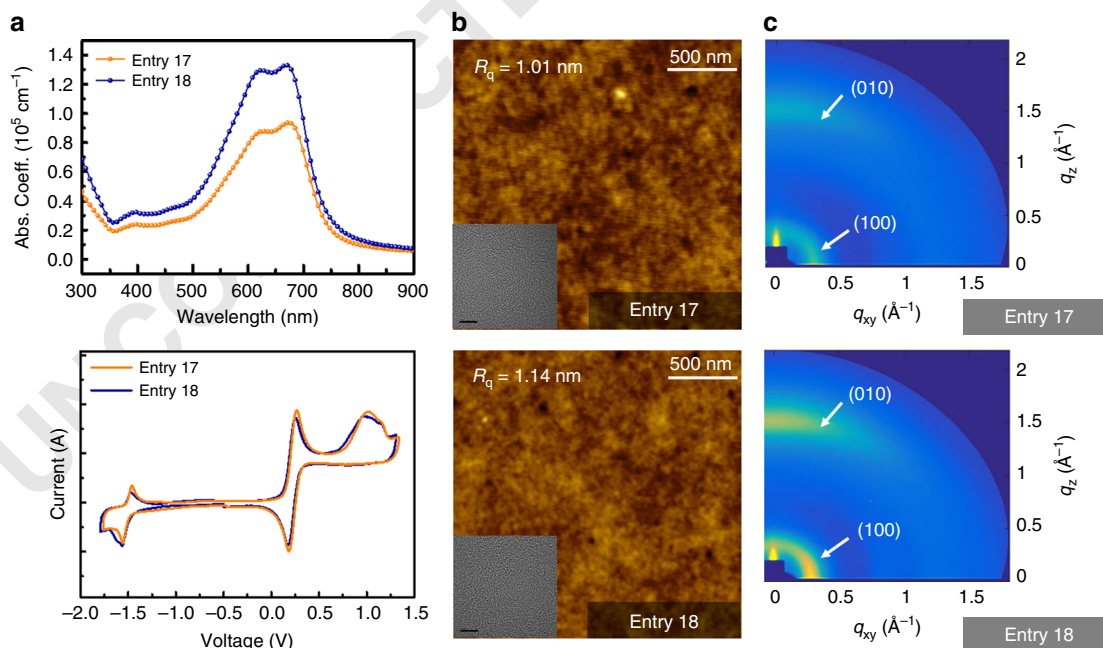 a
Entry 17
Entry 18
1.4
1.2
1.0
0.8
0.6
0.4
0.2
0.0
Abs. Coeff. (10⁵ cm⁻¹)
300 400 500 600 700 800 900
Wavelength (nm)
Entry 17
Entry 18
Current (A)
–2.0 –1.5 –1.0 –0.5 0.0 0.5 1.0 1.5
Voltage (V)
b
Rq = 1.01 nm
500 nm
Entry 17
Rq = 1.14 nm
500 nm
Entry 18
c
(010)
(100)
2
1.5
1
0.5
0
qz (Å⁻¹)
0 0.5 1 1.5
qxy (Å⁻¹)
Entry 17
(010)
(100)
2
1.5
1
0.5
0
qz (Å⁻¹)
0 0.5 1 1.5
qxy (Å⁻¹)
Entry 18